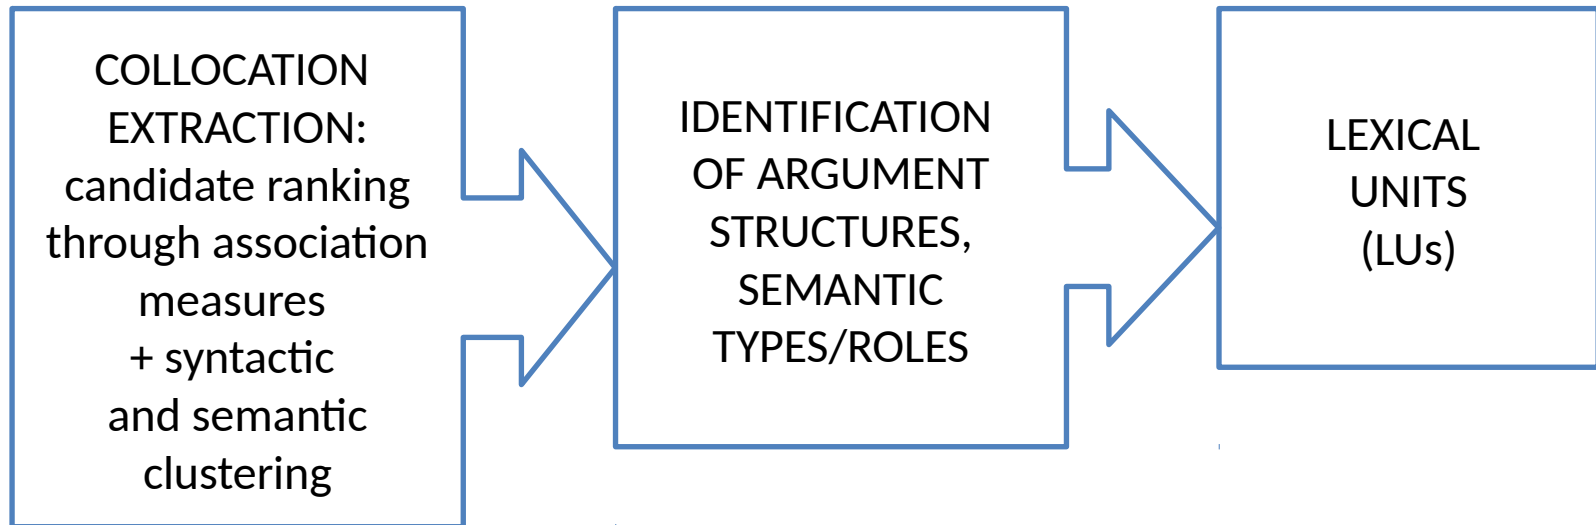 COLLOCATION
EXTRACTION:
candidate ranking
through association
measures
+ syntactic
and semantic
clustering
IDENTIFICATION
OF ARGUMENT
STRUCTURES,
SEMANTIC
TYPES/ROLES
LEXICAL
UNITS
(LUs)